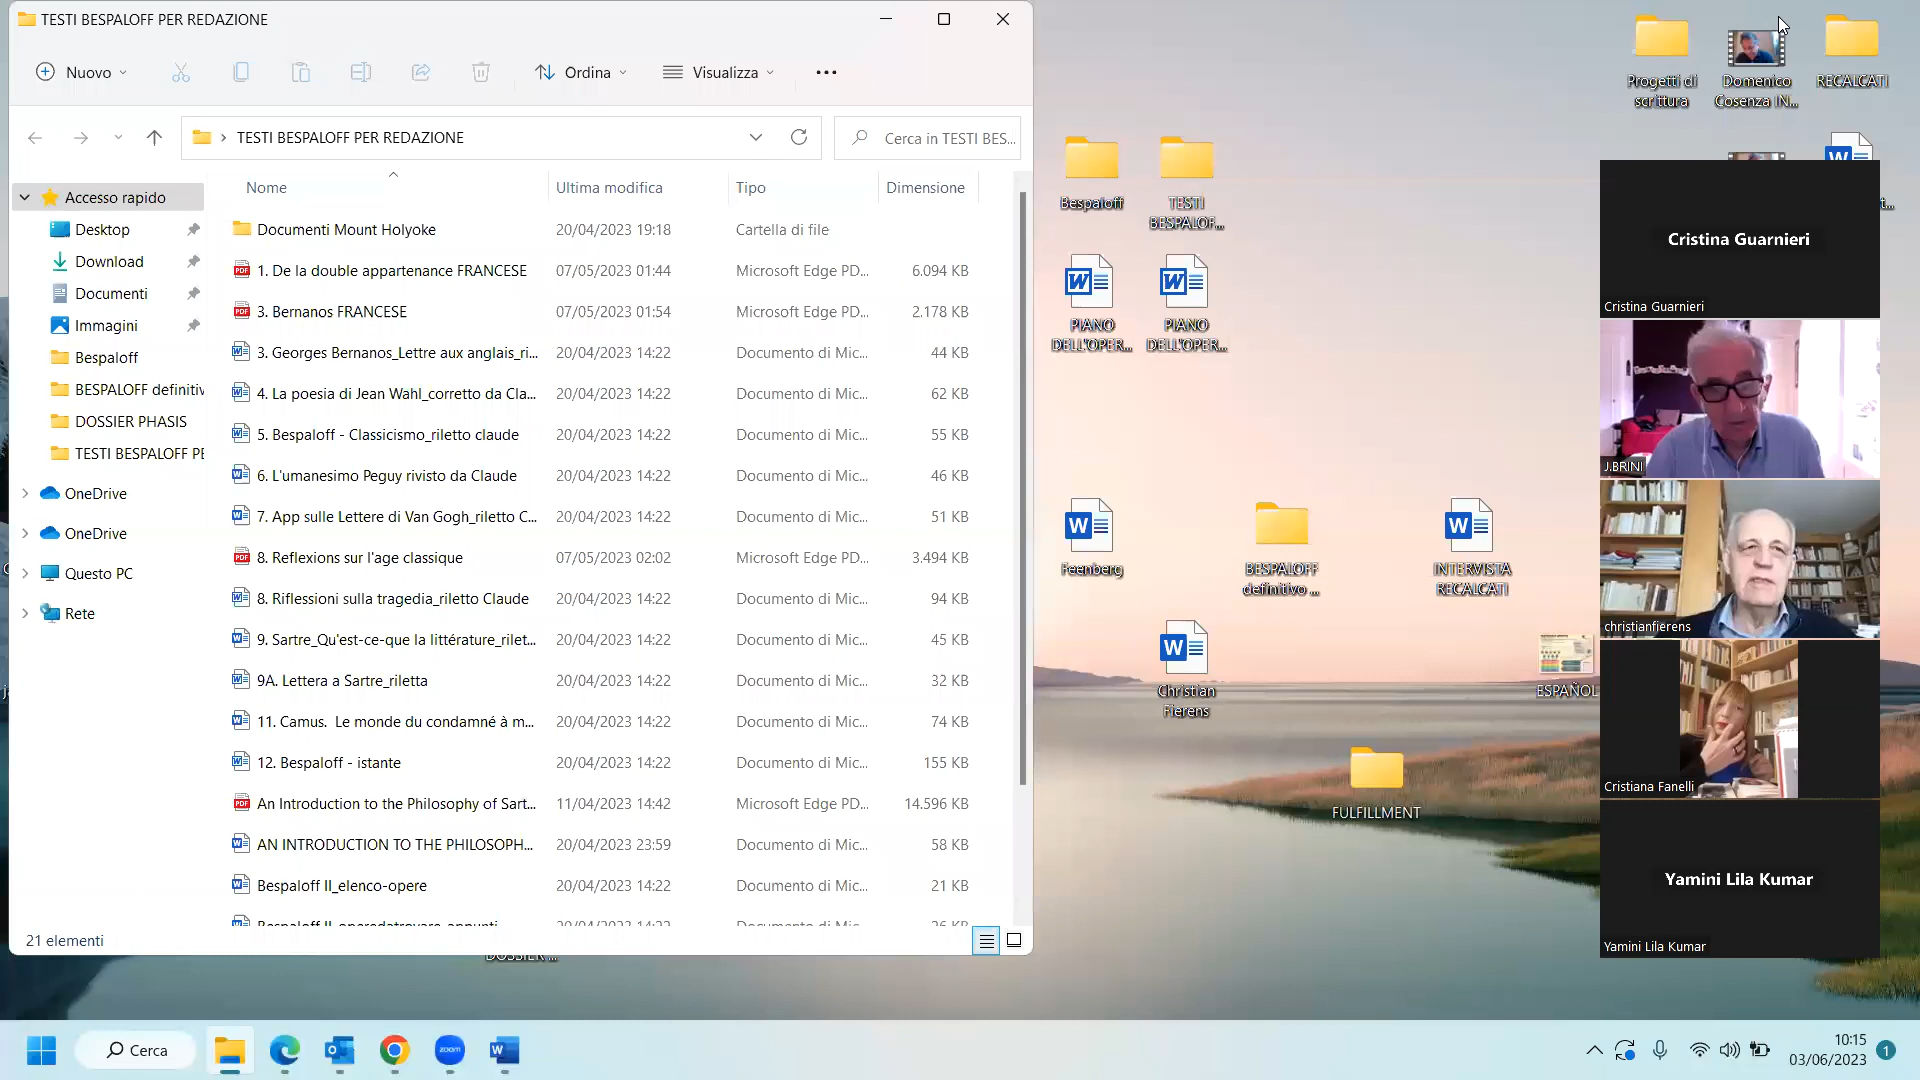 TESTI BESPALOFF PER REDAZIONE
Nuovo
Ordina
Visualizza
TESTI BESPALOFF PER REDAZIONE
Cerca in TESTI BES...
Accesso rapido
Desktop
Download
Documenti
Immagini
Bespaloff
BESPALOFF definitiv
DOSSIER PHASIS
TESTI BESPALOFF PE
OneDrive
OneDrive
Questo PC
Rete
Nome Ultima modifica Tipo Dimensione
Documenti Mount Holyoke 20/04/2023 19:18 Cartella di file
1. De la double appartenance FRANCESE 07/05/2023 01:44 Microsoft Edge PD... 6.094 KB
3. Bernanos FRANCESE 07/05/2023 01:54 Microsoft Edge PD... 2.178 KB
3. Georges Bernanos_Lettre aux anglais_ri... 20/04/2023 14:22 Documento di Mic... 44 KB
4. La poesia di Jean Wahl_corretto da Cla... 20/04/2023 14:22 Documento di Mic... 62 KB
5. Bespaloff - Classicismo_riletto claude 20/04/2023 14:22 Documento di Mic... 55 KB
6. L'umanesimo Peguy rivisto da Claude 20/04/2023 14:22 Documento di Mic... 46 KB
7. App sulle Lettere di Van Gogh_riletto C... 20/04/2023 14:22 Documento di Mic... 51 KB
8. Reflexions sur l'age classique 07/05/2023 02:02 Microsoft Edge PD... 3.494 KB
8. Riflessioni sulla tragedia_riletto Claude 20/04/2023 14:22 Documento di Mic... 94 KB
9. Sartre_Qu'est-ce-que la littérature_rilet... 20/04/2023 14:22 Documento di Mic... 45 KB
9A. Lettera a Sartre_riletta 20/04/2023 14:22 Documento di Mic... 32 KB
11. Camus. Le monde du condamné à m... 20/04/2023 14:22 Documento di Mic... 74 KB
12. Bespaloff - istante 20/04/2023 14:22 Documento di Mic... 155 KB
An Introduction to the Philosophy of Sart... 11/04/2023 14:42 Microsoft Edge PD... 14.596 KB
AN INTRODUCTION TO THE PHILOSOPH... 20/04/2023 23:59 Documento di Mic... 58 KB
Bespaloff II_elenco-opere 20/04/2023 14:22 Documento di Mic... 21 KB
21 elementi
DOSSIER ...
Progetti di
scrittura
Domenico
Cosenza IN...
RECALCATI
Bespaloff
TESTI
BESPALOF...
PIANO
DELL'OPER...
PIANO
DELL'OPER...
Feenberg
BESPALOFF
definitivo ...
INTERVISTA
RECALCATI
Christian
Fierens
ESPAÑOL
FULFILLMENT
Cristina Guarnieri
Cristina Guarnieri
J.BRINI
christianfierens
Cristiana Fanelli
Yamini Lila Kumar
Yamini Lila Kumar
Cerca
zoom
10:15
03/06/2023
1